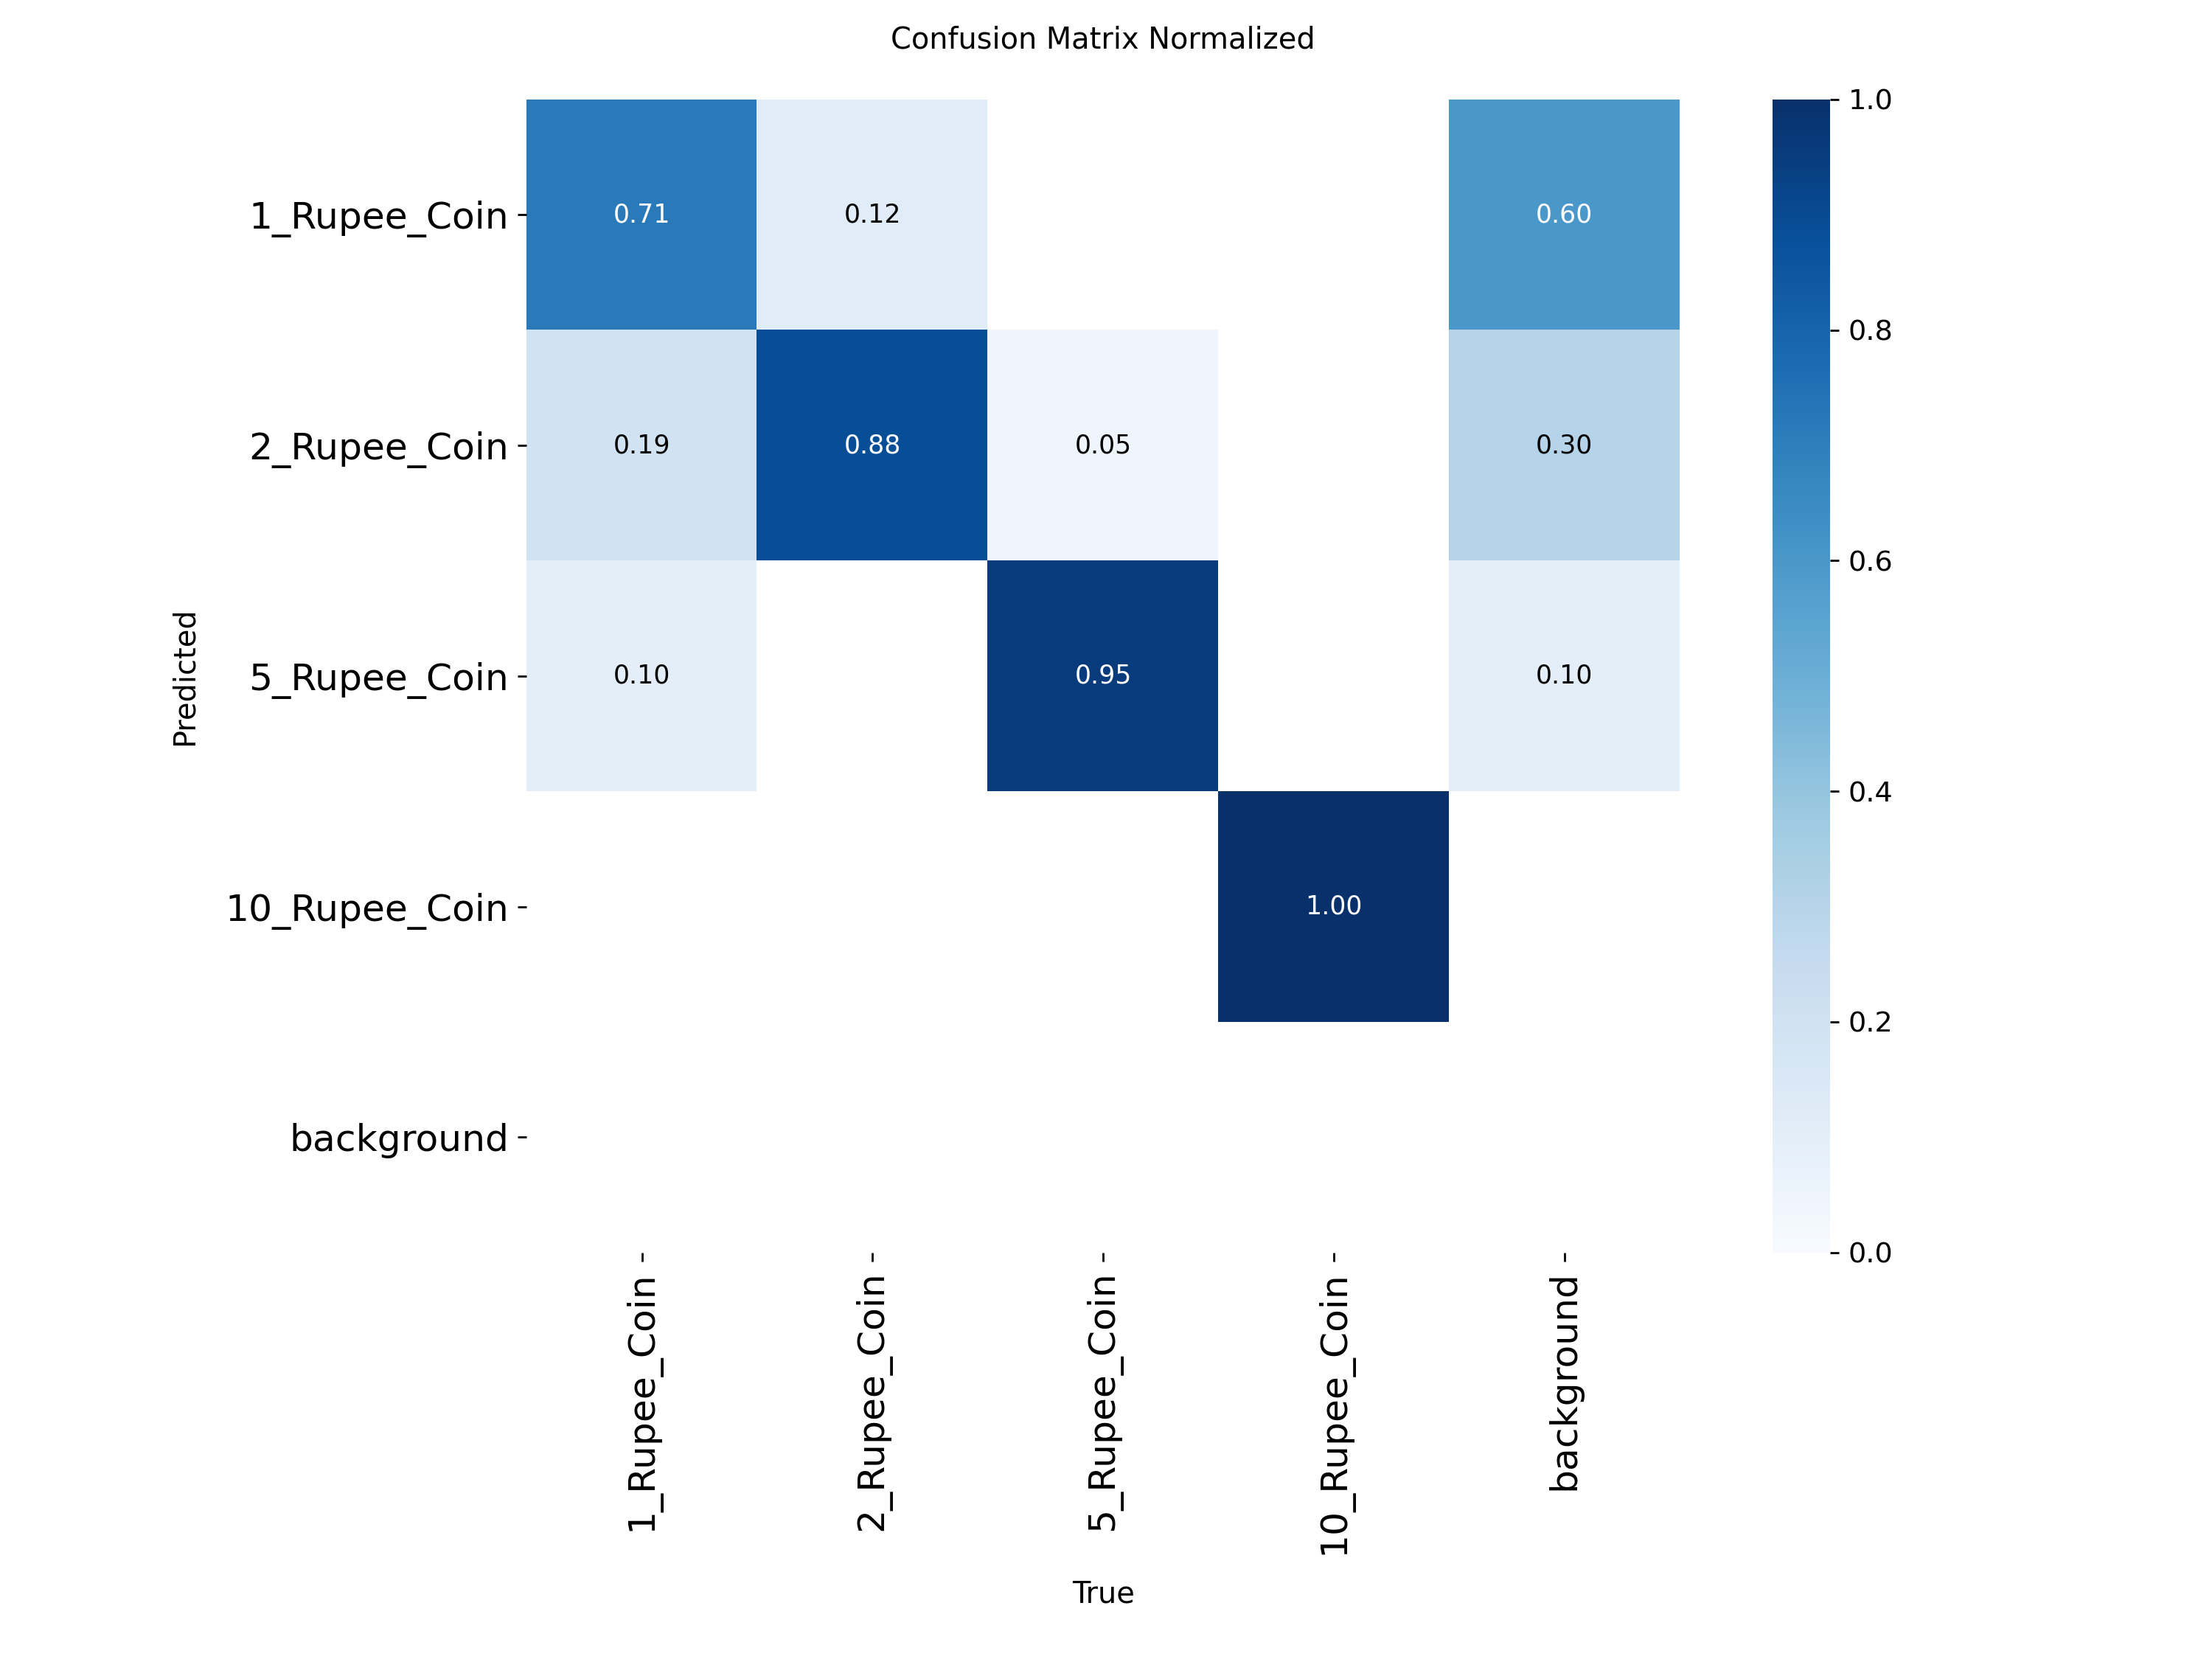 Confusion Matrix Normalized
1_Rupee_Coin
0.71
0.12
0.60
2_Rupee_Coin
0.19
0.88
0.05
0.30
5_Rupee_Coin
0.10
0.95
0.10
10_Rupee_Coin
1.00
background
Predicted
1_Rupee_Coin
2_Rupee_Coin
5_Rupee_Coin
10_Rupee_Coin
background
True
1.0
0.8
0.6
0.4
0.2
0.0